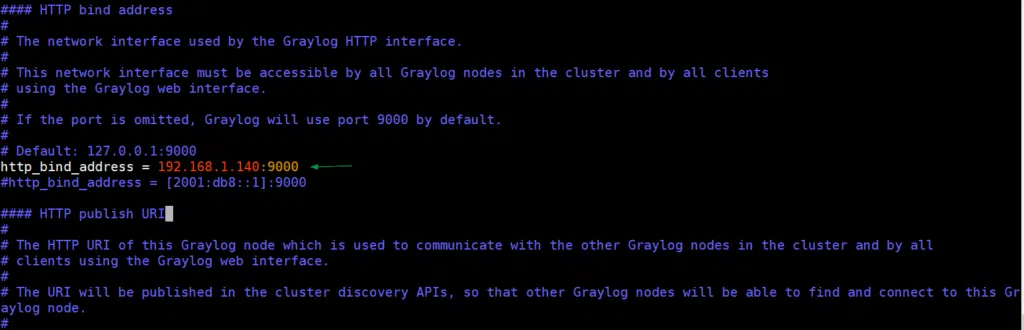 #### HTTP bind address
#
# The network interface used by the Graylog HTTP interface.
#
# This network interface must be accessible by all Graylog nodes in the cluster and by all clients
# using the Graylog web interface.
#
# If the port is omitted, Graylog will use port 9000 by default.
#
# Default: 127.0.0.1:9000
http_bind_address = 192.168.1.140:9000
#http_bind_address = [2001:db8::1]:9000
#### HTTP publish URI
#
# The HTTP URI of this Graylog node which is used to communicate with the other Graylog nodes in the cluster and by all
# clients using the Graylog web interface.
#
# The URI will be published in the cluster discovery APIs, so that other Graylog nodes will be able to find and connect to this Gr
aylog node.
#